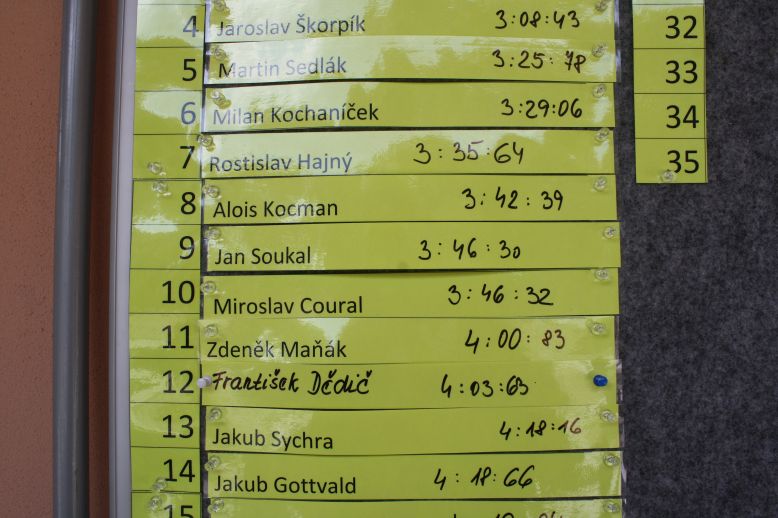 4 Jaroslav Škorpík 3:08:43 32
5 Martin Sedlák 3:25:78 33
6 Milan Kochaníček 3:29:06 34
7 Rostislav Hajný 3:35:64 35
8 Alois Kocman 3:42:39
9 Jan Soukal 3:46:30
10 Miroslav Coural 3:46:32
11 Zdeněk Maňák 4:00:83
12 František Dědič 4:03:63
13 Jakub Sychra 4:18:16
14 Jakub Gottvald 4:18:66
15